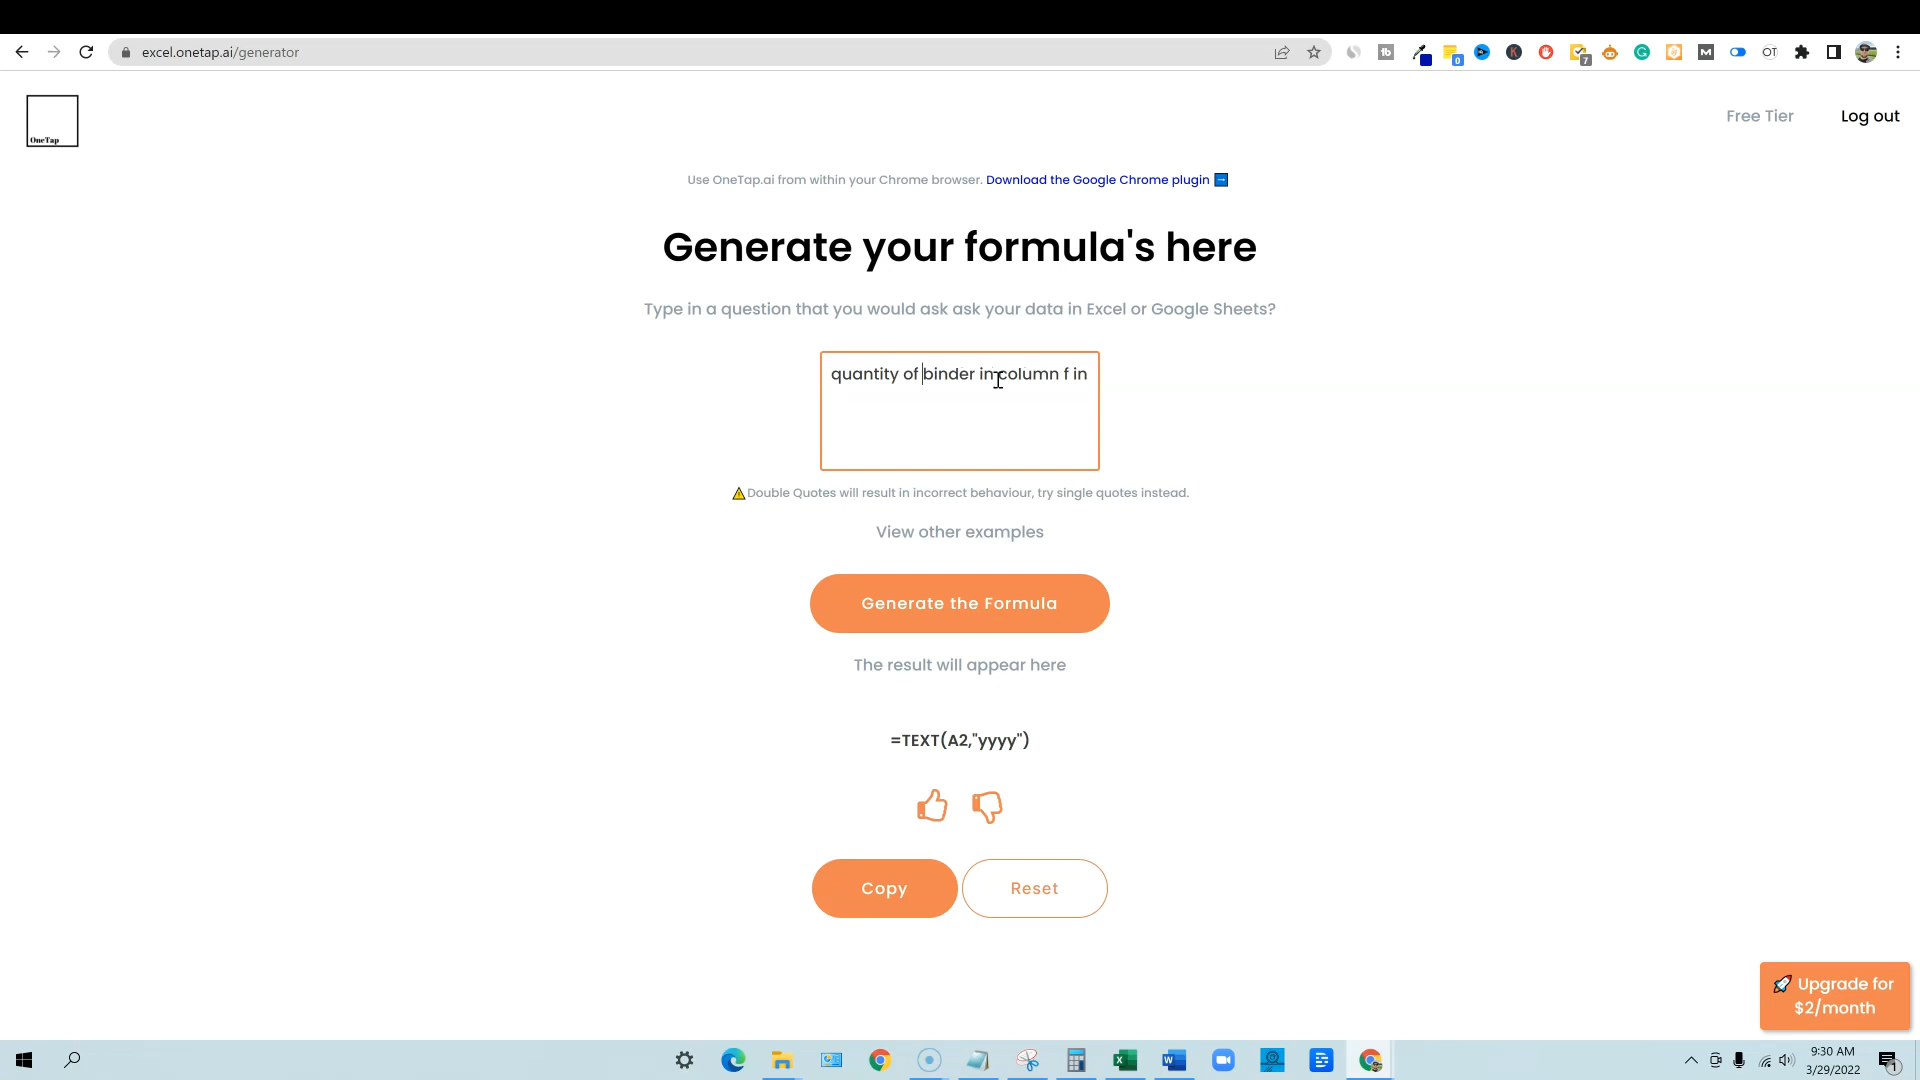 excel.onetap.ai/generator
OneTap
Free Tier
Log out
Use OneTap.ai from within your Chrome browser. Download the Google Chrome plugin
Generate your formula's here
Type in a question that you would ask ask your data in Excel or Google Sheets?
quantity of binder in column f in
Double Quotes will result in incorrect behaviour, try single quotes instead.
View other examples
Generate the Formula
The result will appear here
=TEXT(A2,"yyyy")
Copy
Reset
Upgrade for
$2/month
9:30 AM
3/29/2022